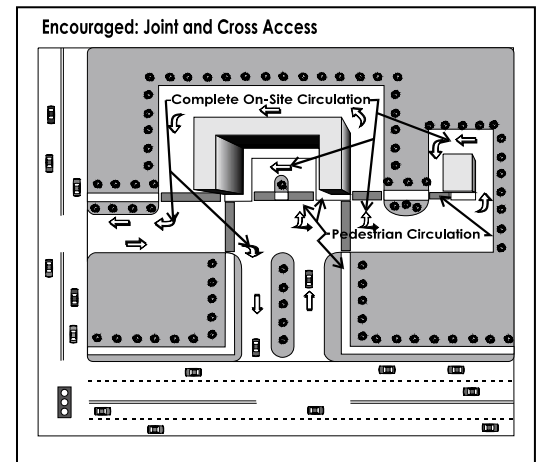 Encouraged: Joint and Cross Access
Complete On-Site Circulation
Pedestrian Circulation